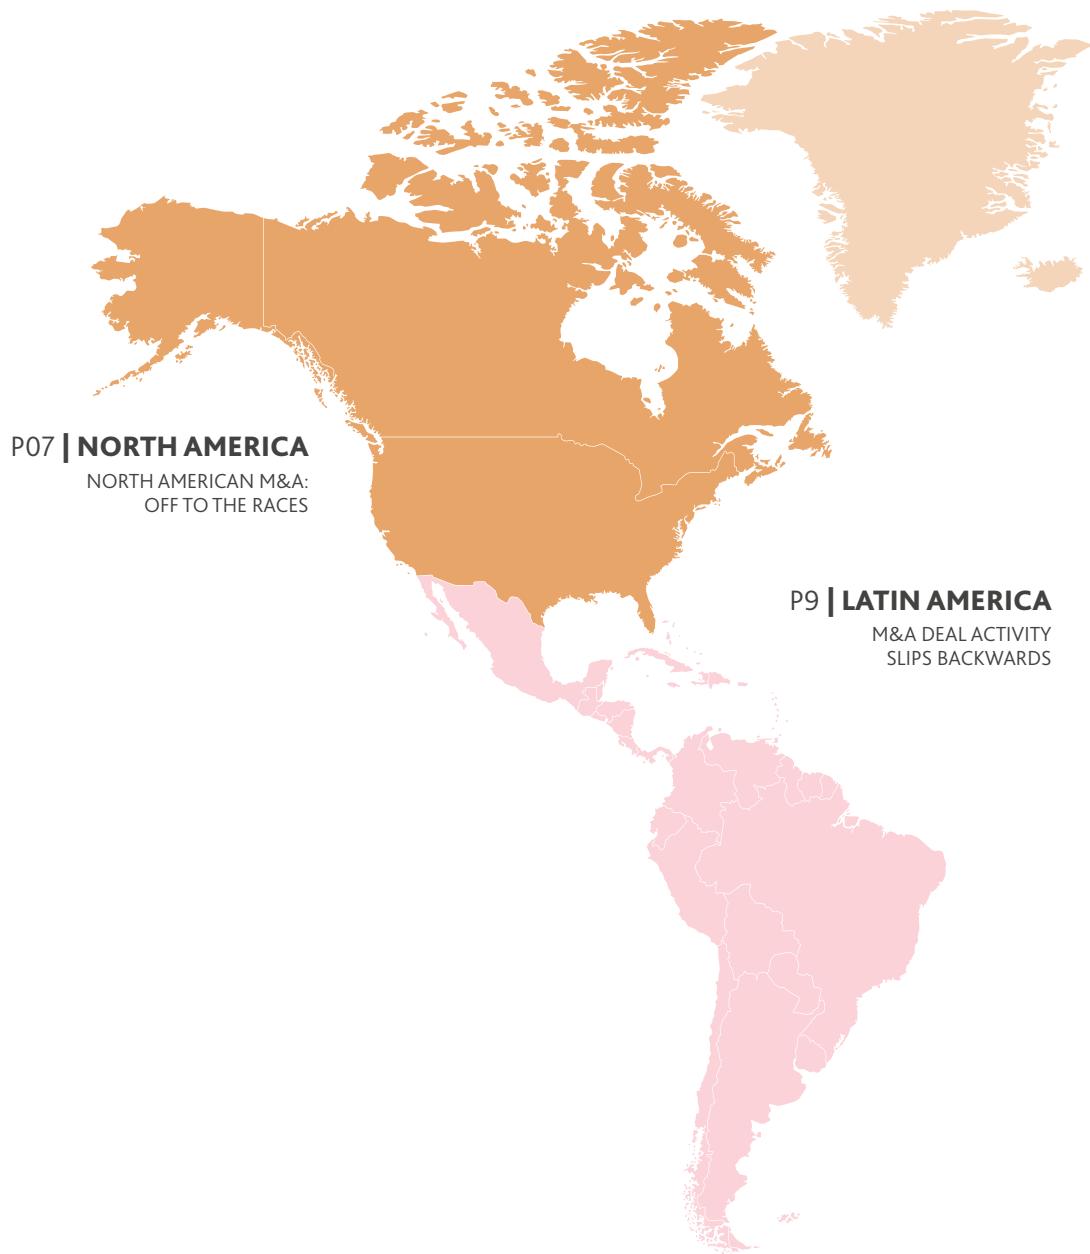 P07 | NORTH AMERICA
NORTH AMERICAN M&A:
OFF TO THE RACES
P9 | LATIN AMERICA
M&A DEAL ACTIVITY
SLIPS BACKWARDS